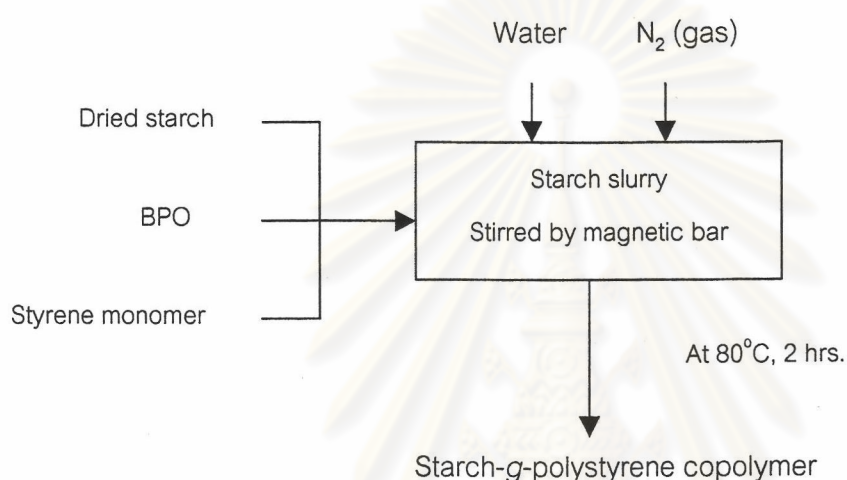 Water
N₂ (gas)
Dried starch
BPO
Styrene monomer
Starch slurry
Stirred by magnetic bar
At 80°C, 2 hrs.
Starch-g-polystyrene copolymer